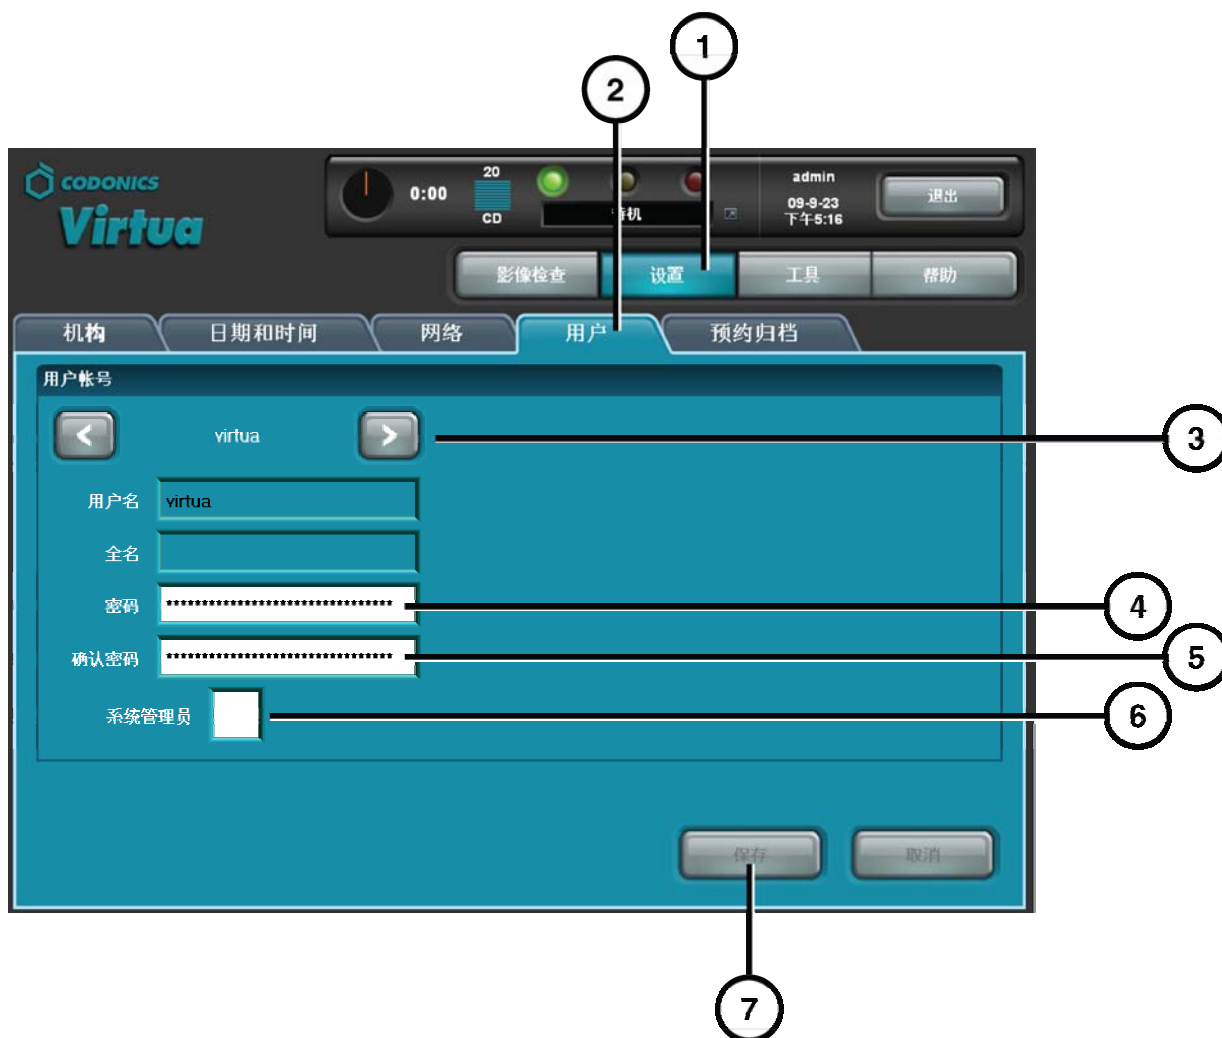 1
2
CODONICS
Virtua
0:00
20
CD
待机
admin
09-9-23
下午5:16
退出
影像检查
设置
工具
帮助
机构
日期和时间
网络
用户
预约归档
用户帐号
<
virtua
>
3
用户名
virtua
全名
密码
*******************************
4
确认密码
*******************************
5
系统管理员
6
保存
取消
7